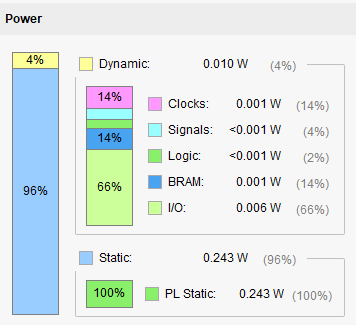 Power
4%
96%
Dynamic: 0.010 W (4%)
14%
14%
66%
Clocks: 0.001 W (14%)
Signals: <0.001 W (4%)
Logic: <0.001 W (2%)
BRAM: 0.001 W (14%)
I/O: 0.006 W (66%)
Static: 0.243 W (96%)
100%
PL Static: 0.243 W (100%)